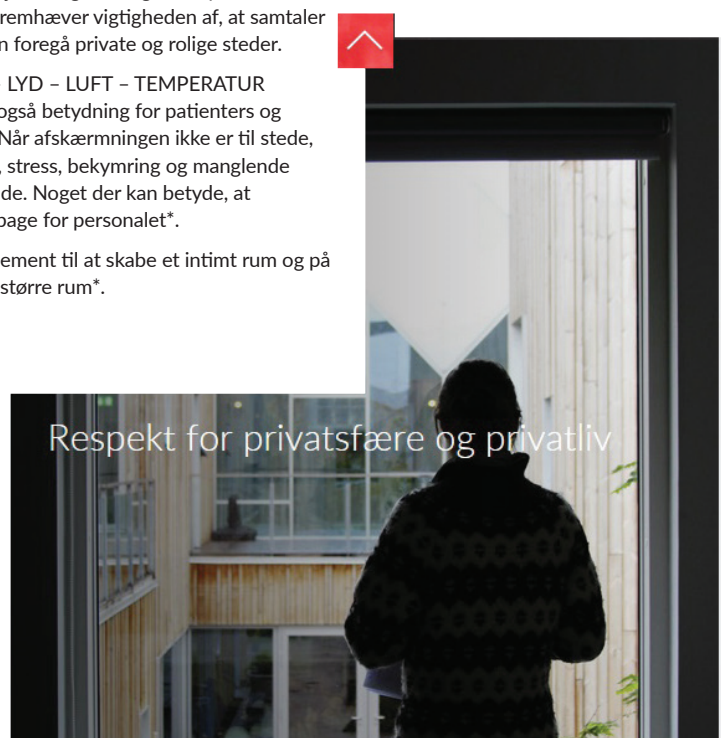 remhæver vigtigheden af, at samtaler
n foregå private og rolige steder.
LYD – LUFT – TEMPERATUR
også betydning for patienters og
Når afskærmningen ikke er til stede,
, stress, bekymring og manglende
de. Noget der kan betyde, at
bage for personalet*.
ement til at skabe et intimt rum og på
større rum*.
Respekt for privatsfære og privatliv